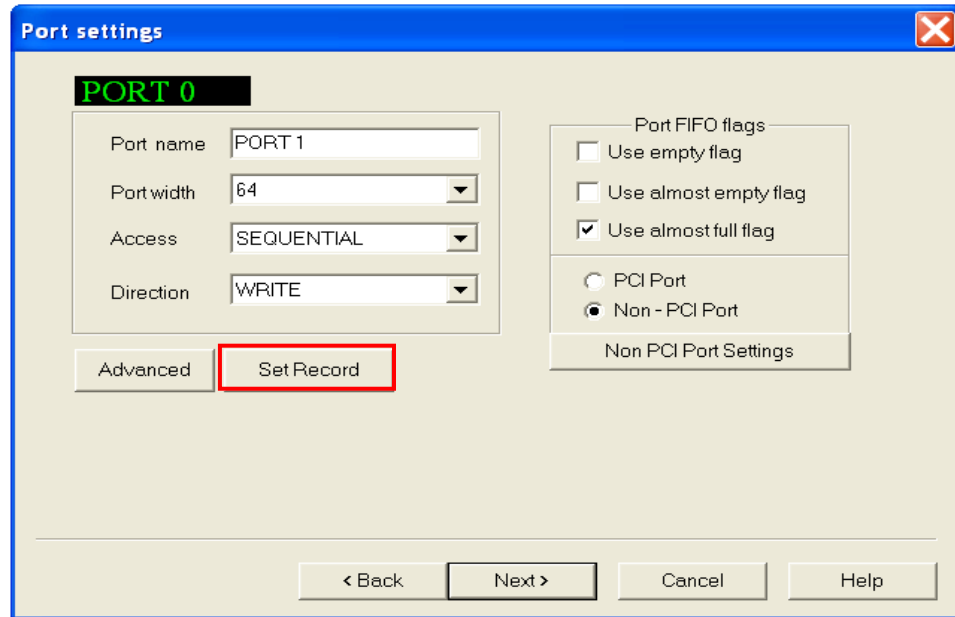 Port settings
PORT 0
Port name PORT 1
Port width 64
Access SEQUENTIAL
Direction WRITE
Advanced Set Record
Port FIFO flags
Use empty flag
Use almost empty flag
Use almost full flag
PCI Port
Non - PCI Port
Non PCI Port Settings
< Back Next > Cancel Help